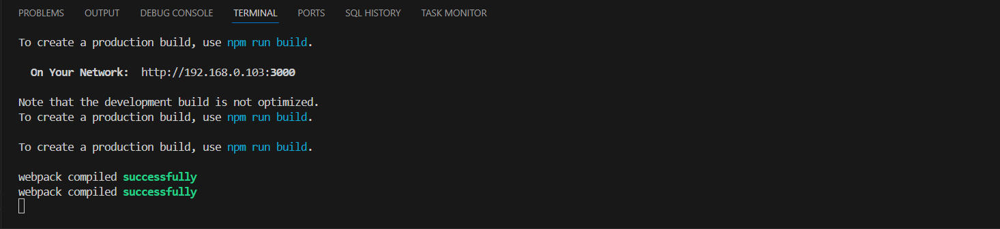 PROBLEMS OUTPUT DEBUG CONSOLE TERMINAL PORTS SQL HISTORY TASK MONITOR
To create a production build, use npm run build.
On Your Network: http://192.168.0.103:3000
Note that the development build is not optimized.
To create a production build, use npm run build.
To create a production build, use npm run build.
webpack compiled successfully
webpack compiled successfully